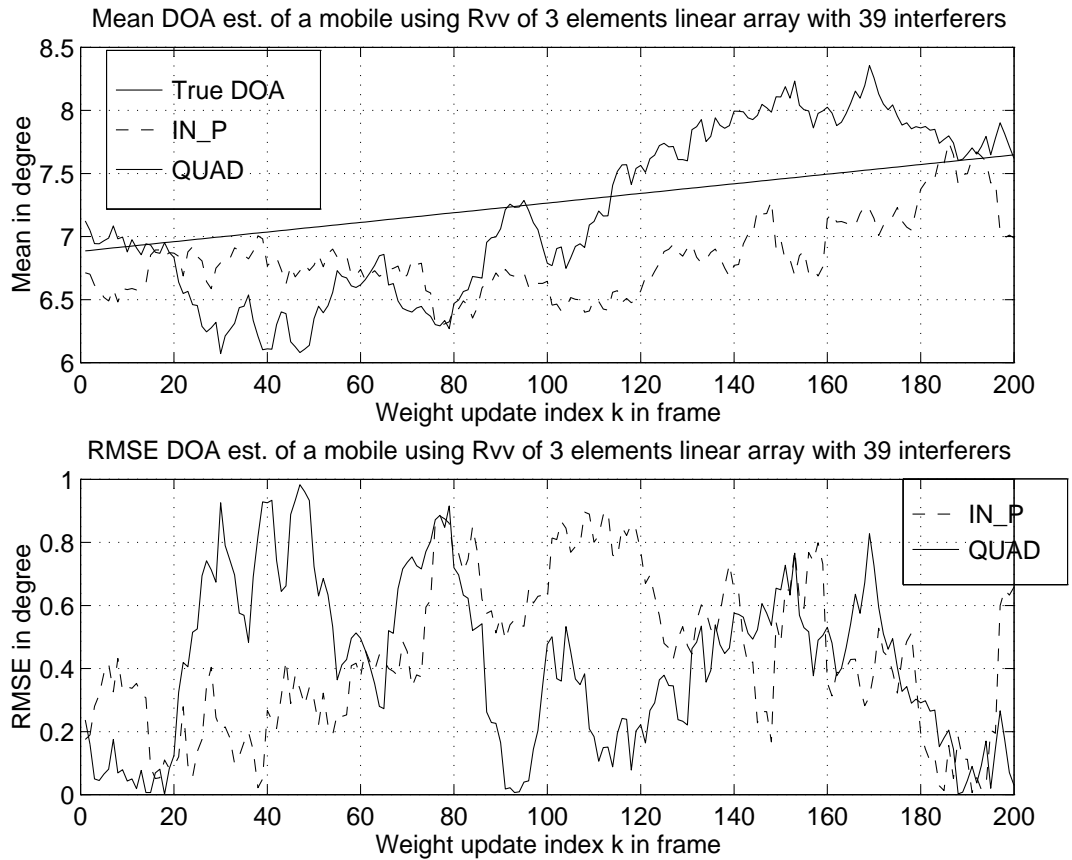 Mean DOA est. of a mobile using Rvv of 3 elements linear array with 39 interferers
8.5
8
7.5
7
6.5
6
Mean in degree
True DOA
IN_P
QUAD
0 20 40 60 80 100 120 140 160 180 200
Weight update index k in frame
RMSE DOA est. of a mobile using Rvv of 3 elements linear array with 39 interferers
1
0.8
0.6
0.4
0.2
0
RMSE in degree
IN_P
QUAD
0 20 40 60 80 100 120 140 160 180 200
Weight update index k in frame